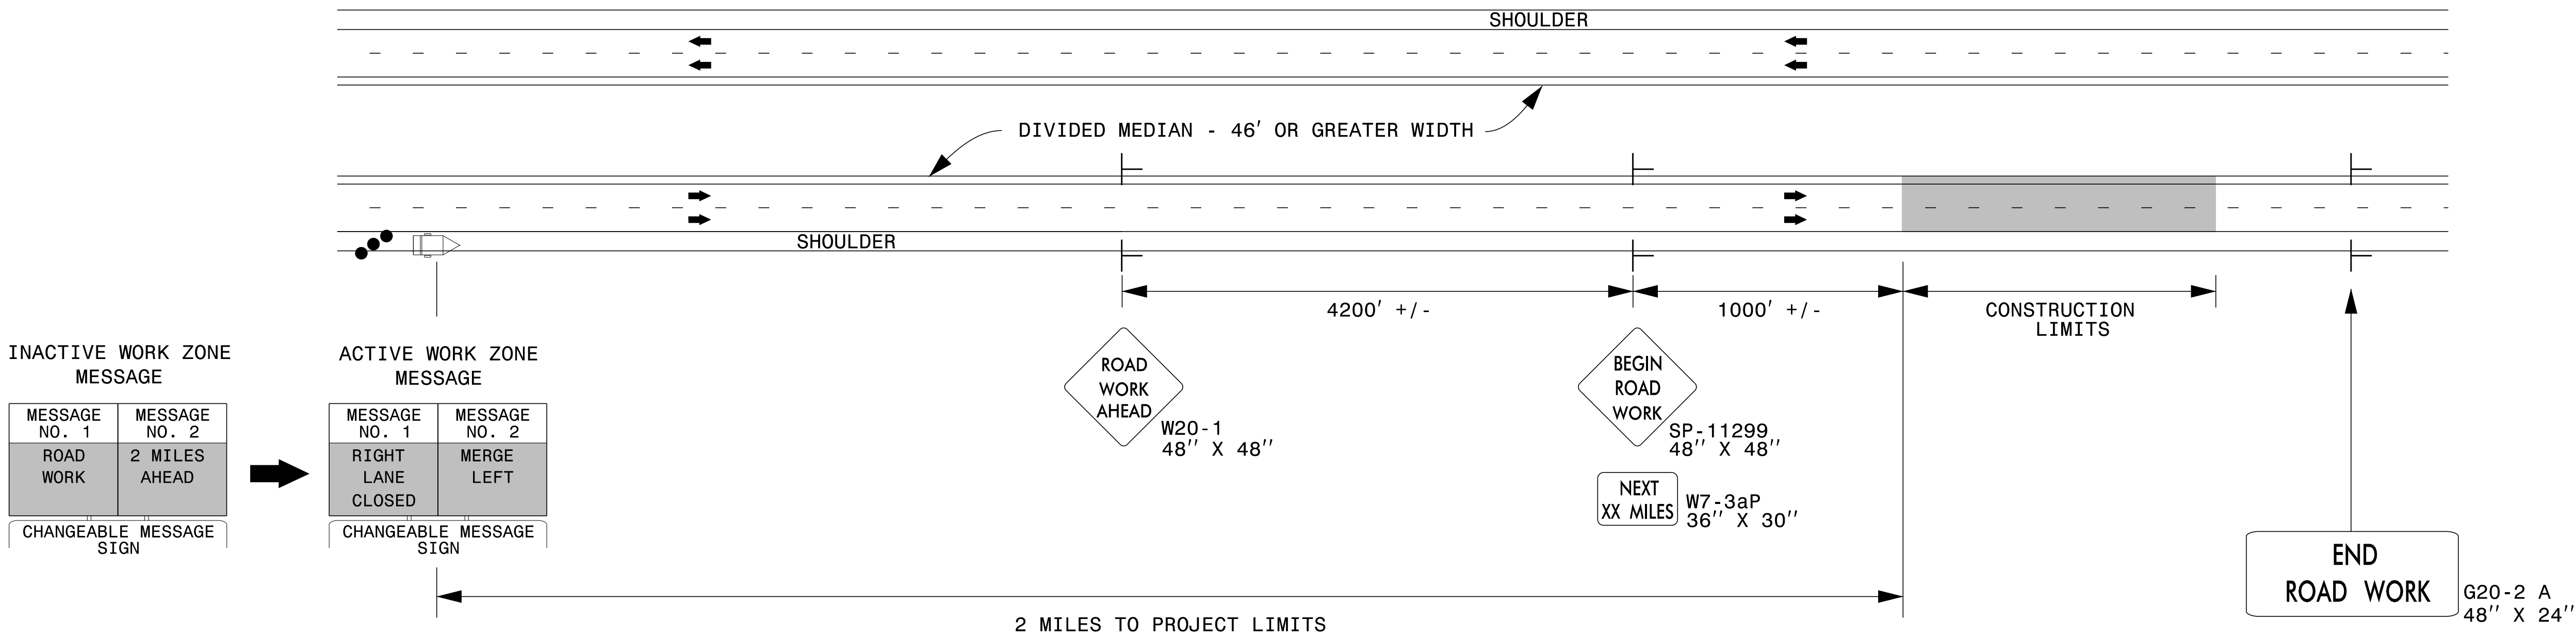 SHOULDER
DIVIDED MEDIAN - 46' OR GREATER WIDTH
SHOULDER
4200' +/-
1000' +/-
CONSTRUCTION
LIMITS
INACTIVE WORK ZONE
MESSAGE
MESSAGE
NO. 1
MESSAGE
NO. 2
ROAD
WORK
2 MILES
AHEAD
CHANGEABLE MESSAGE
SIGN
ACTIVE WORK ZONE
MESSAGE
MESSAGE
NO. 1
MESSAGE
NO. 2
RIGHT
LANE
CLOSED
MERGE
LEFT
CHANGEABLE MESSAGE
SIGN
ROAD
WORK
AHEAD
W20-1
48'' X 48''
BEGIN
ROAD
WORK
SP-11299
48'' X 48''
NEXT
XX MILES
W7-3aP
36'' X 30''
END
ROAD WORK
G20-2 A
48'' X 24''
2 MILES TO PROJECT LIMITS